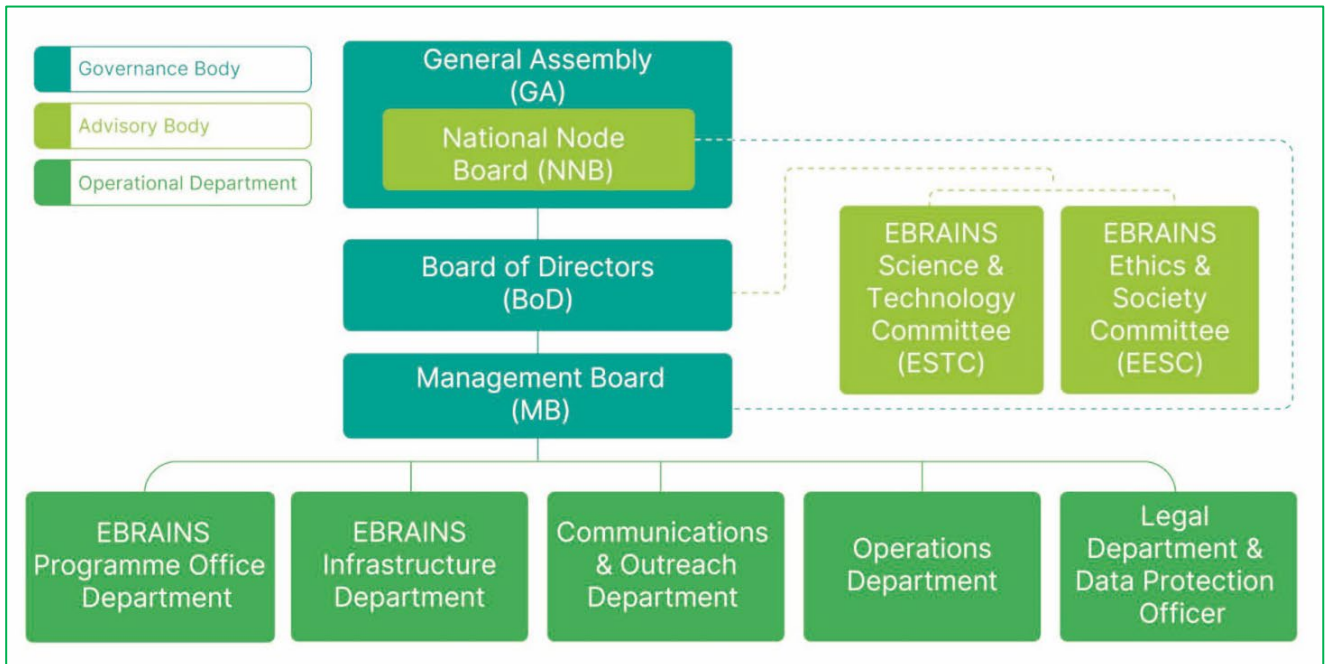 Governance Body
Advisory Body
Operational Department
General Assembly
(GA)
National Node
Board (NNB)
Board of Directors
(BoD)
Management Board
(MB)
EBRAINS
Science &
Technology
Committee
(ESTC)
EBRAINS
Ethics &
Society
Committee
(EESC)
EBRAINS
Programme Office
Department
EBRAINS
Infrastructure
Department
Communications
& Outreach
Department
Operations
Department
Legal
Department &
Data Protection
Officer